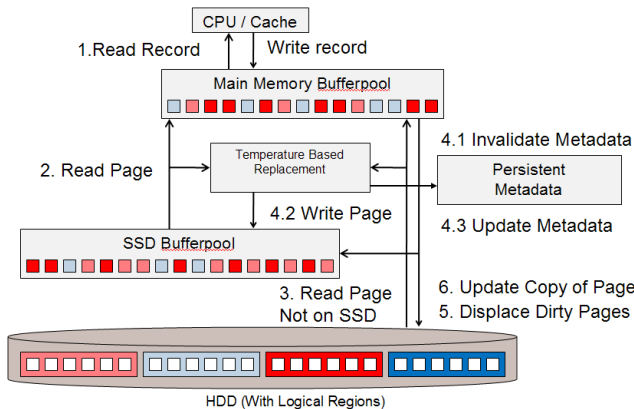 CPU / Cache
1.Read Record
Write record
Main Memory Bufferpool
4.1 Invalidate Metadata
2. Read Page
Temperature Based
Replacement
Persistent
Metadata
4.2 Write Page
4.3 Update Metadata
SSD Bufferpool
3. Read Page
Not on SSD
6. Update Copy of Page
5. Displace Dirty Pages
HDD (With Logical Regions)